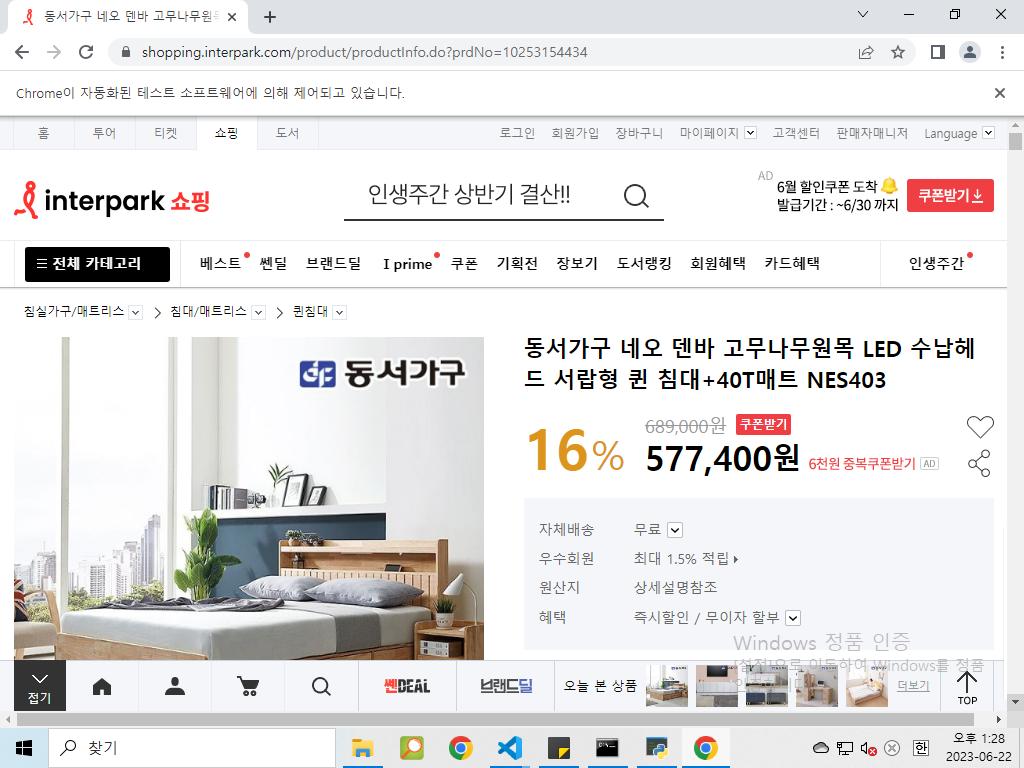 동서가구 네오 덴바 고무나무원목
shopping.interpark.com/product/productInfo.do?prdNo=10253154434
Chrome이 자동화된 테스트 소프트웨어에 의해 제어되고 있습니다.
홈 투어 티켓 쇼핑 도서 로그인 회원가입 장바구니 마이페이지 고객센터 판매자매니저 Language
interpark 쇼핑
인생주간 상반기 결산!!
AD
6월 할인쿠폰 도착
발급기간 : ~6/30 까지
쿠폰받기
전체 카테고리 베스트 쎈딜 브랜드딜 I prime 쿠폰 기획전 장보기 도서랭킹 회원혜택 카드혜택 인생주간
침실가구/매트리스 침대/매트리스 퀸침대
동서가구
동서가구 네오 덴바 고무나무원목 LED 수납헤
드 서랍형 퀸 침대+40T매트 NES403
689,000원 쿠폰받기
16% 577,400원 6천원 중복쿠폰받기 AD
자체배송 무료
우수회원 최대 1.5% 적립
원산지 상세설명참조
혜택 즉시할인 / 무이자 할부
Windows 정품 인증
Windows를 정품
접기
쎈DEAL
브랜드딜
오늘 본 상품
더보기
TOP
찾기
한
오후 1:28
2023-06-22